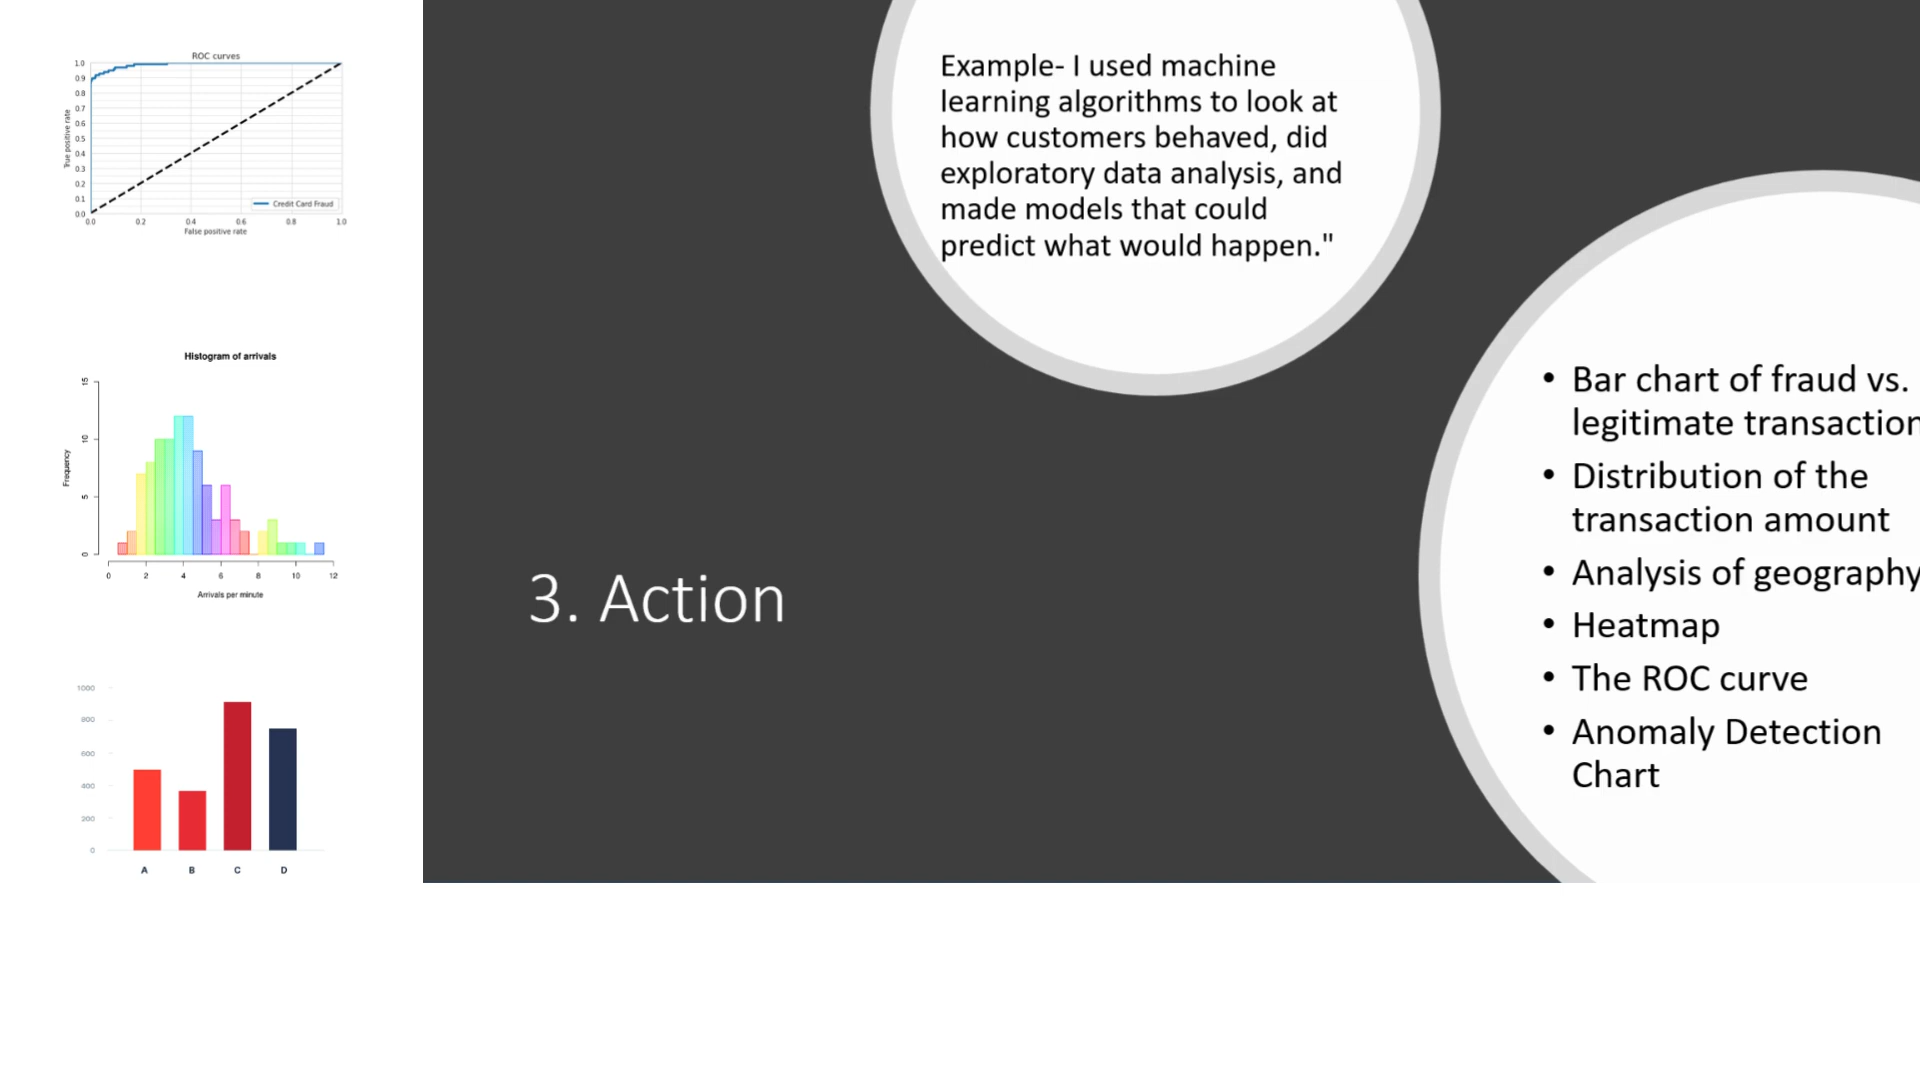 ROC curves
1.0
0.9
0.8
0.7
0.6
0.5
0.4
0.3
0.2
0.1
0.0
True positive rate
Credit Card Fraud
0.0 0.2 0.4 0.6 0.8 1.0
False positive rate
Histogram of arrivals
15
10
5
0
Frequency
0 2 4 6 8 10 12
Arrivals per minute
1000
800
600
400
200
0
A B C D
3. Action
Example- I used machine
learning algorithms to look at
how customers behaved, did
exploratory data analysis, and
made models that could
predict what would happen."
• Bar chart of fraud vs.
legitimate transaction
• Distribution of the
transaction amount
• Analysis of geography
• Heatmap
• The ROC curve
• Anomaly Detection
Chart